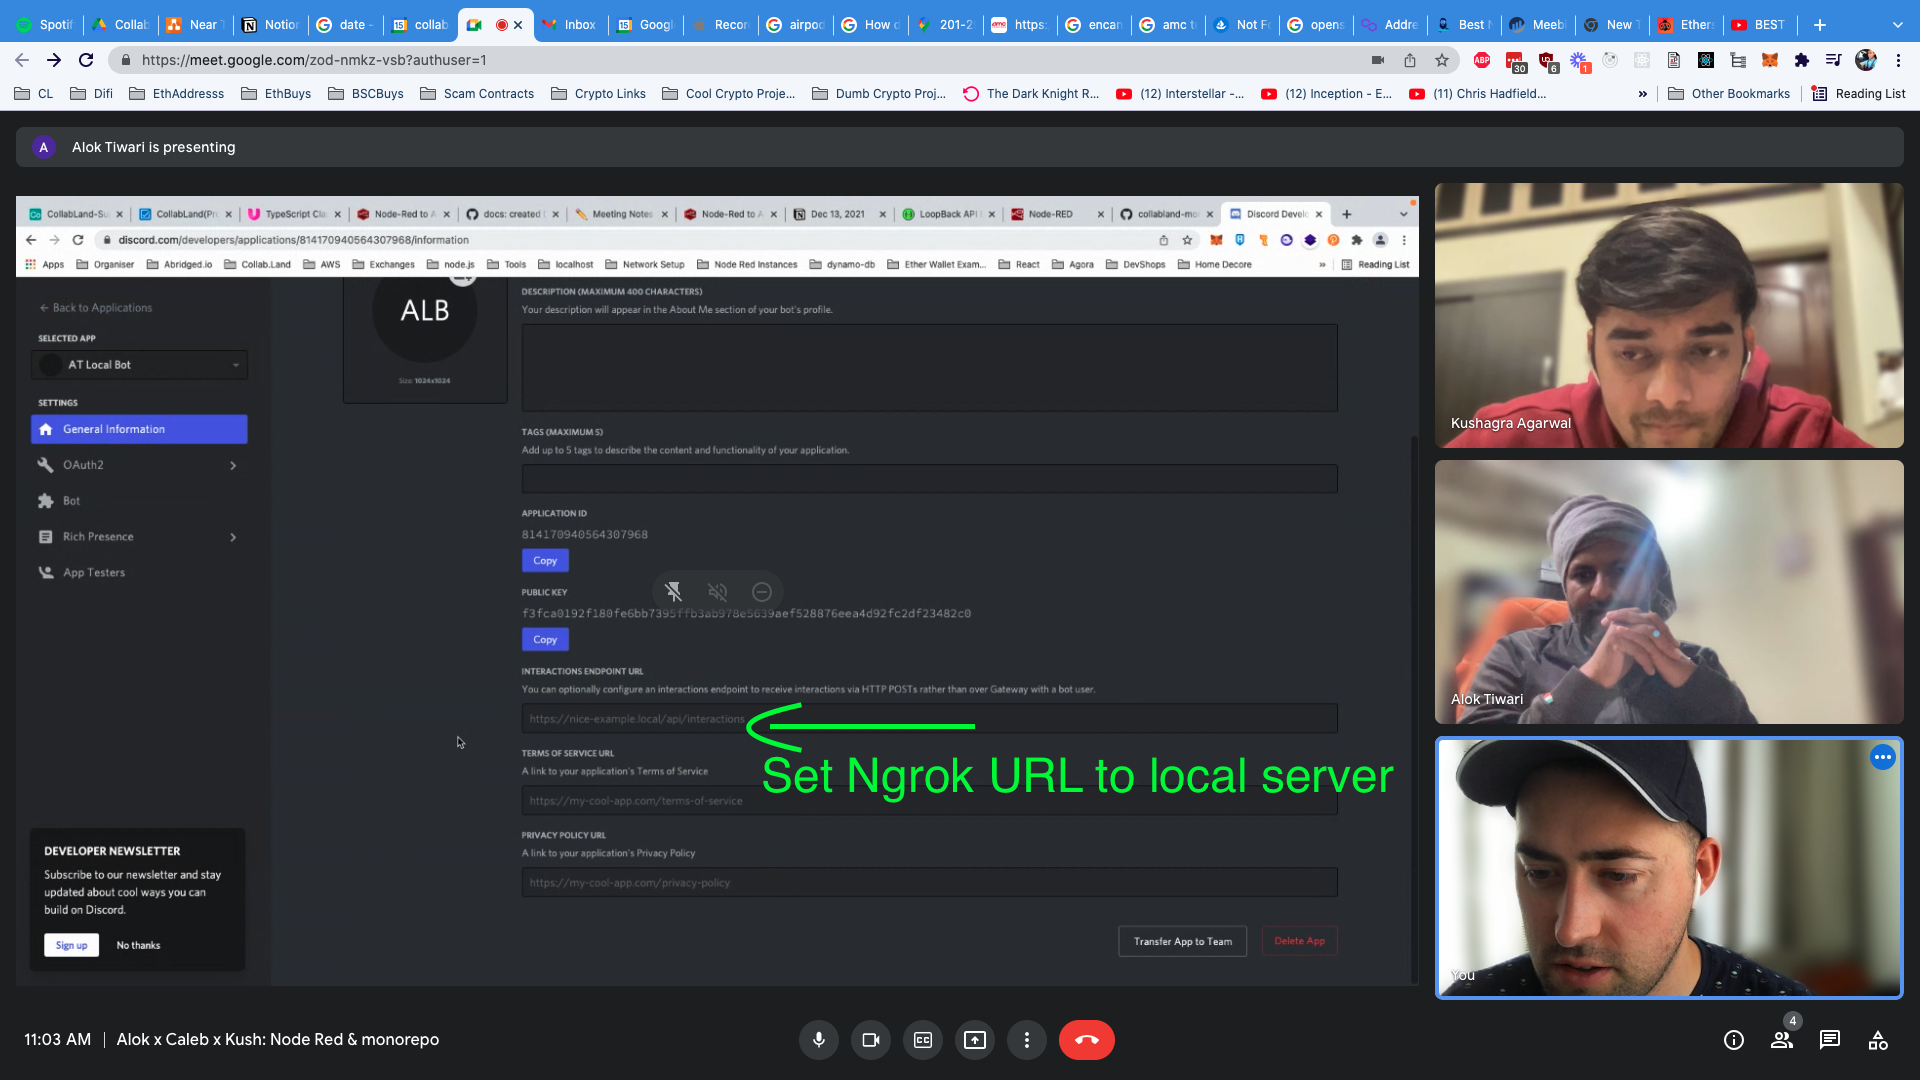 Spotif
Collab
Near T
Notion
date -
collab
Inbox
Google
Recor
airpod
How d
201-2
https:
encan
amc t
Not Fo
opens
Addre
Best N
Meebi
New T
Ethers
BEST
https://meet.google.com/zod-nmkz-vsb?authuser=1
ABP
30
6
1
CL
Difi
EthAddresss
EthBuys
BSCBuys
Scam Contracts
Crypto Links
Cool Crypto Proje...
Dumb Crypto Proj...
The Dark Knight R...
(12) Interstellar -...
(12) Inception - E...
(11) Chris Hadfield...
»
Other Bookmarks
Reading List
A
Alok Tiwari is presenting
CollabLand-Su
CollabLand(Pr
TypeScript Cla
Node-Red to A
docs: created
Meeting Notes
Node-Red to A
Dec 13, 2021
LoopBack API
Node-RED
collabland-mo
Discord Develo
discord.com/developers/applications/814170940564307968/information
Apps
Organiser
Abridged.io
Collab.Land
AWS
Exchanges
node.js
Tools
localhost
Network Setup
Node Red Instances
dynamo-db
Ether Wallet Exam...
React
Agora
DevShops
Home Decore
»
Reading List
← Back to Applications
SELECTED APP
AT Local Bot
SETTINGS
General Information
OAuth2
Bot
Rich Presence
App Testers
ALB
Size: 1024x1024
DESCRIPTION (MAXIMUM 400 CHARACTERS)
Your description will appear in the About Me section of your bot's profile.
TAGS (MAXIMUM 5)
Add up to 5 tags to describe the content and functionality of your application.
APPLICATION ID
814170940564307968
Copy
PUBLIC KEY
f3fca0192f180fe6bb7395ffb3ab978e5639aef528876eea4d92fc2df23482c0
Copy
INTERACTIONS ENDPOINT URL
You can optionally configure an interactions endpoint to receive interactions via HTTP POSTs rather than over Gateway with a bot user.
https://nice-example.local/api/interactions
Set Ngrok URL to local server
TERMS OF SERVICE URL
A link to your application's Terms of Service
https://my-cool-app.com/terms-of-service
PRIVACY POLICY URL
A link to your application's Privacy Policy
https://my-cool-app.com/privacy-policy
Transfer App to Team
Delete App
DEVELOPER NEWSLETTER
Subscribe to our newsletter and stay
updated about cool ways you can
build on Discord.
Sign up
No thanks
Kushagra Agarwal
Alok Tiwari
You
11:03 AM
Alok x Caleb x Kush: Node Red & monorepo
CC
4